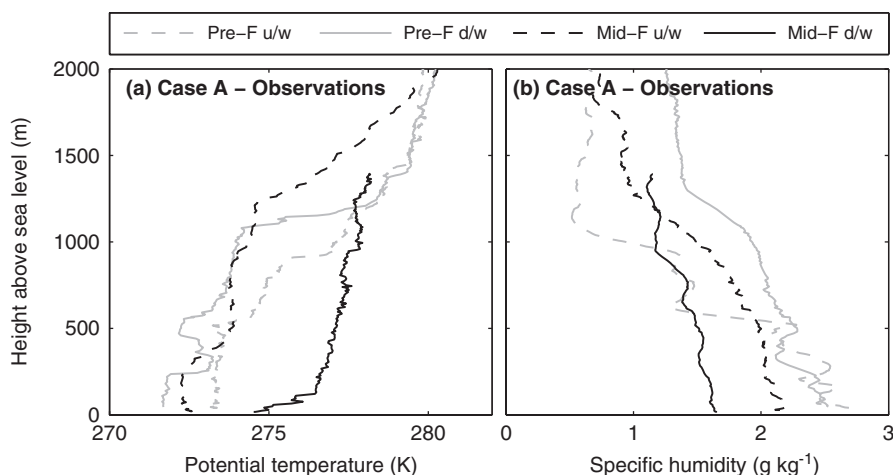 Pre−F u/w Pre−F d/w Mid−F u/w Mid−F d/w
(a) Case A − Observations
(b) Case A − Observations
Height above sea level (m)
2000
1500
1000
500
0
270 275 280
0 1 2 3
Potential temperature (K)
Specific humidity (g kg⁻¹)